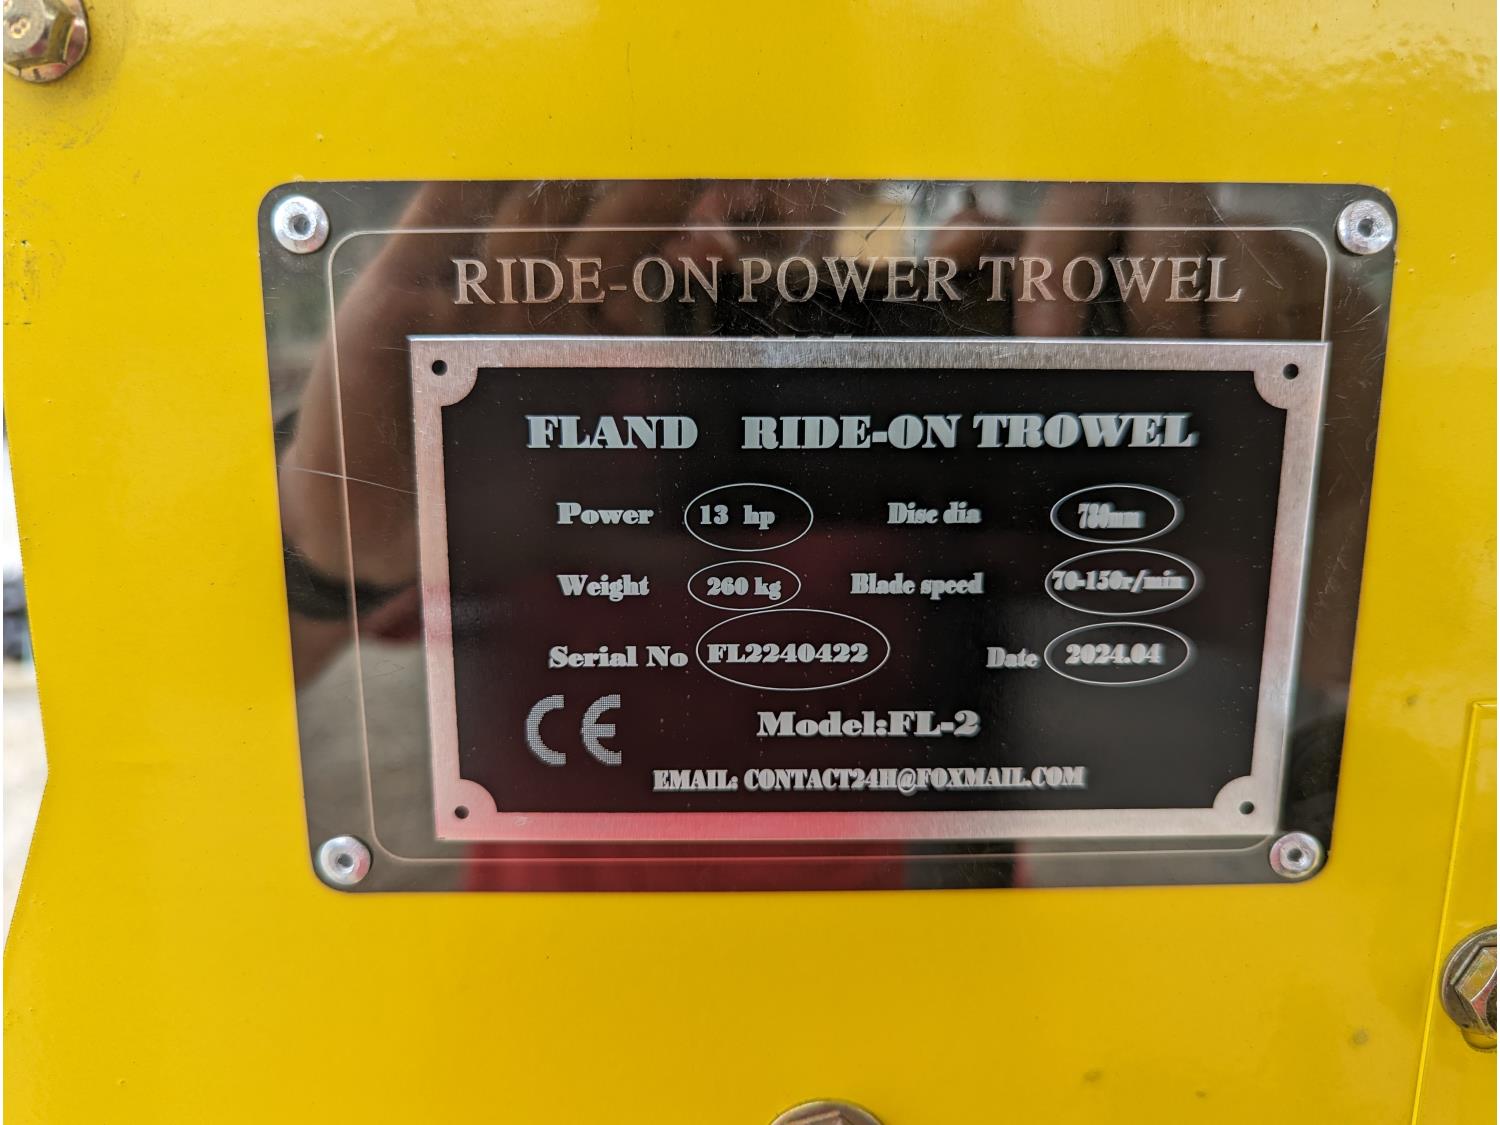 8
RIDE-ON POWER TROWEL
FLAND RIDE-ON TROWEL
Power 13 hp Disc dia 780mm
Weight 260 kg Blade speed 70-150r/min
Serial No FL2240422 Date 2024.04
CE Model:FL-2
EMAIL: CONTACT24H@FOXMAIL.COM